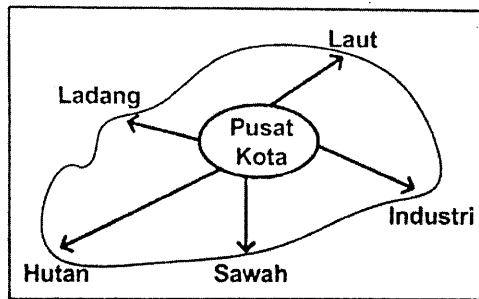 Laut
Ladang
Pusat
Kota
Industri
Hutan
Sawah